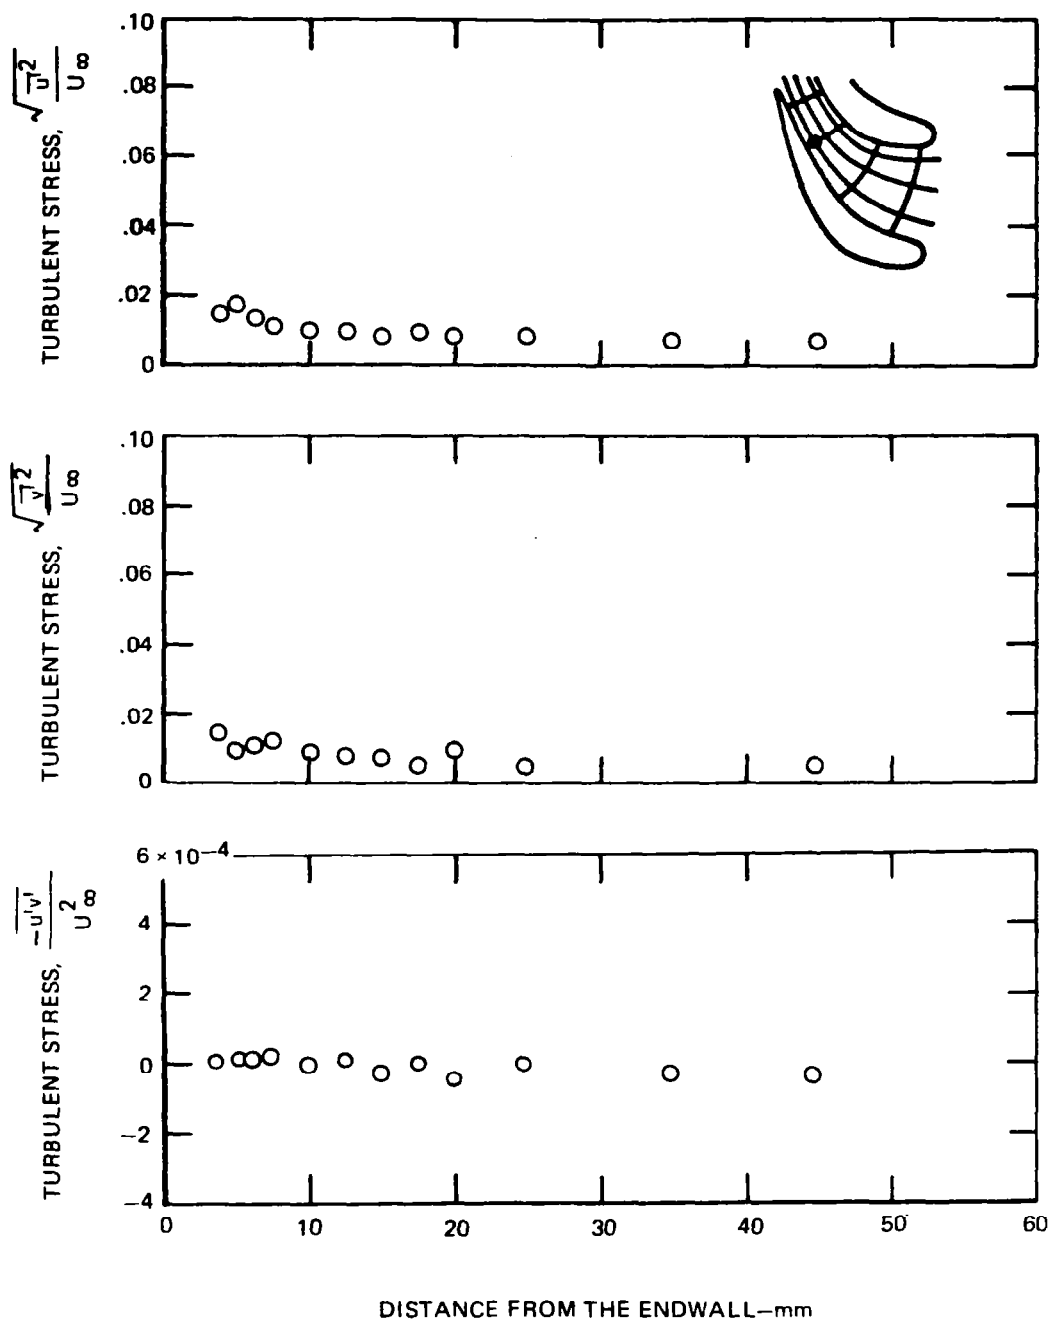 TURBULENT STRESS, √u'² / U∞
.10
.08
.06
.04
.02
0
TURBULENT STRESS, √v'² / U∞
.10
.08
.06
.04
.02
0
TURBULENT STRESS, −u'v' / U²∞
6 × 10⁻⁴
4
2
0
−2
−4
0 10 20 30 40 50 60
DISTANCE FROM THE ENDWALL—mm